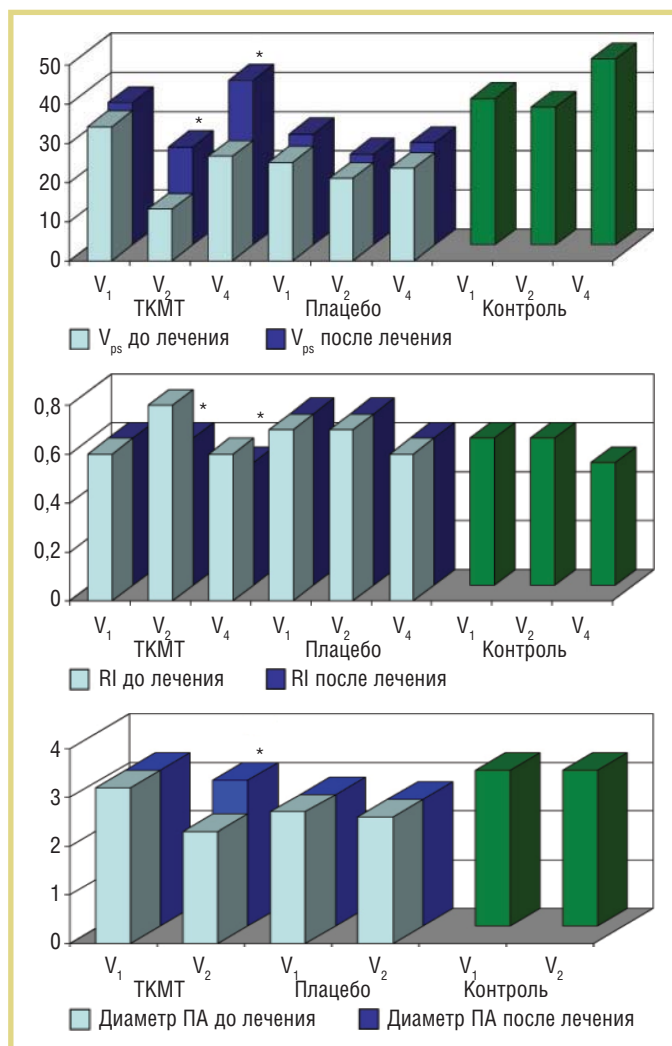 50
*
40
*
30
20
10
0
V1 V2 V4 V1 V2 V4 V1 V2 V4
ТКМТ Плацебо Контроль
Vps до лечения Vps после лечения
0,8
* *
0,6
0,4
0,2
0
V1 V2 V4 V1 V2 V4 V1 V2 V4
ТКМТ Плацебо Контроль
RI до лечения RI после лечения
4
*
3
2
1
0
V1 V2 V1 V2 V1 V2
ТКМТ Плацебо Контроль
Диаметр ПА до лечения Диаметр ПА после лечения